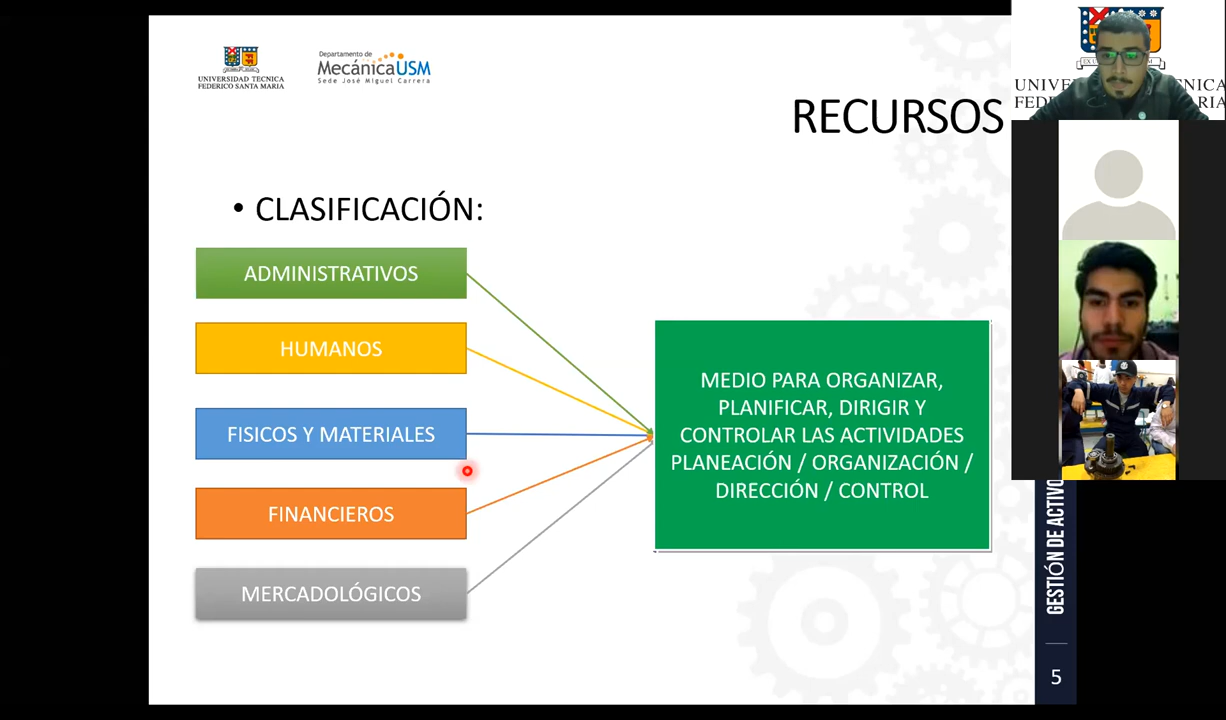 UNIVERSIDAD TÉCNICA
FEDERICO SANTA MARIA
Departamento de
MecánicaUSM
Sede José Miguel Carrera
RECURSOS
• CLASIFICACIÓN:
ADMINISTRATIVOS
HUMANOS
FISICOS Y MATERIALES
FINANCIEROS
MERCADOLÓGICOS
MEDIO PARA ORGANIZAR,
PLANIFICAR, DIRIGIR Y
CONTROLAR LAS ACTIVIDADES
PLANEACIÓN / ORGANIZACIÓN /
DIRECCIÓN / CONTROL
GESTIÓN DE ACTIVO
5